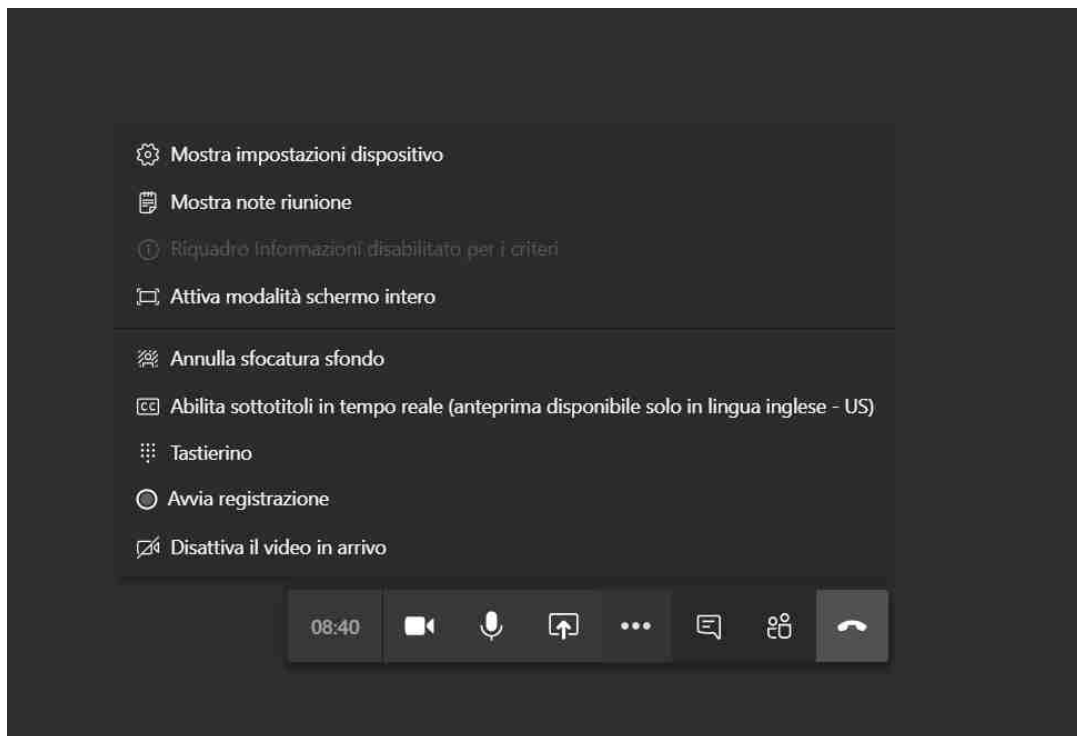 Mostra impostazioni dispositivo
Mostra note riunione
Riquadro Informazioni disabilitato per i criteri
Attiva modalità schermo intero
Annulla sfocatura sfondo
CC Abilita sottotitoli in tempo reale (anteprima disponibile solo in lingua inglese - US)
Tastierino
Avvia registrazione
Disattiva il video in arrivo
08:40